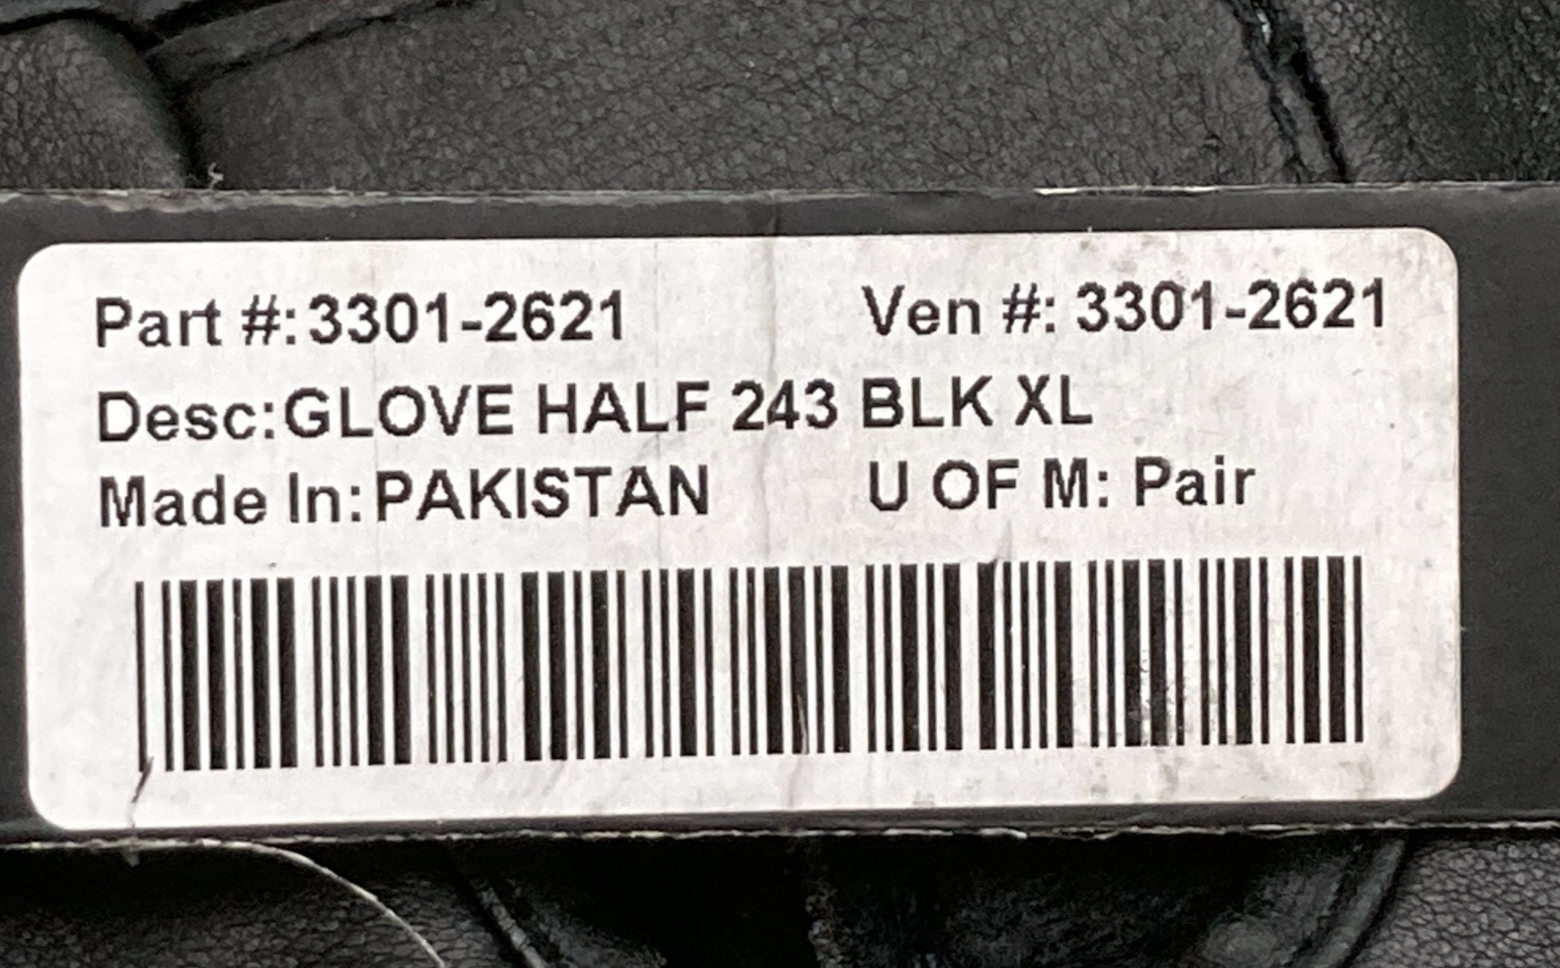 Part #:3301-2621 Ven #: 3301-2621
Desc:GLOVE HALF 243 BLK XL
Made In:PAKISTAN U OF M: Pair